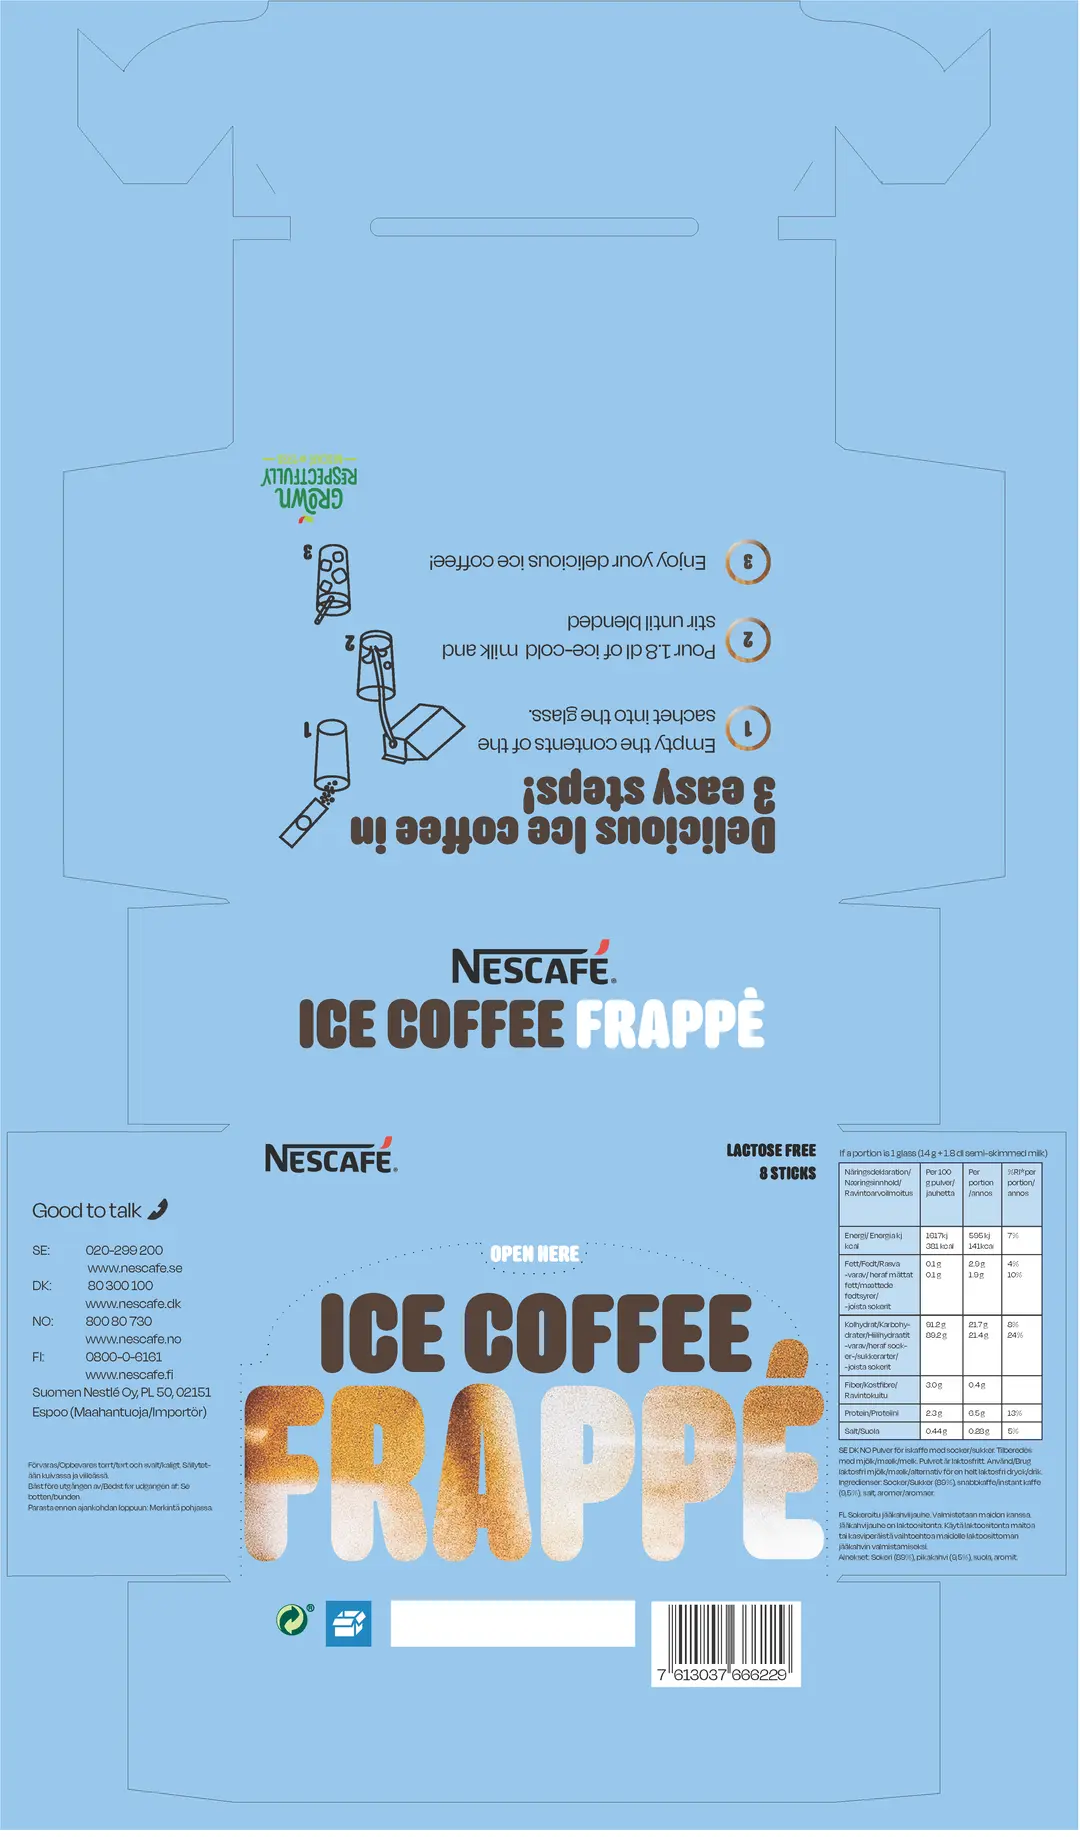 GROWN
RESPECTFULLY
3
Enjoy your delicious ice coffee!
3
2
Pour 1.8 dl of ice-cold milk and
stir until blended
2
1
Empty the contents of the
sachet into the glass.
1
Delicious Ice coffee in
3 easy steps!
NESCAFÉ®
ICE COFFEE FRAPPÉ
NESCAFÉ®
LACTOSE FREE
8 STICKS
OPEN HERE
ICE COFFEE
FRAPPÉ
Good to talk
SE: 020-299 200
www.nescafe.se
DK: 80 300 100
www.nescafe.dk
NO: 800 80 730
www.nescafe.no
FI: 0800-0-6161
www.nescafe.fi
Suomen Nestlé Oy, PL 50, 02151
Espoo (Maahantuoja/Importör)
Förvaras/Opbevares torrt/tørt och svalt/køligt. Säilytet-
ään kuivassa ja viileässä.
Bäst före utgången av/Bedst før udgangen af: Se
botten/bunden.
Parasta ennen ajankohdan loppuun: Merkintä pohjassa.
If a portion is 1 glass (14 g + 1.8 dl semi-skimmed milk)
Näringsdeklaration/ Næringsinnhold/ Ravintoarvoilmoitus
Per 100 g pulver/ jauhetta
Per portion /annos
%RI* per portion/ annos
Energi/ Energia kj 1617kj 595 kj 7%
kcal 381 kcal 141kcal
Fett/Fedt/Rasva 0.1 g 2.9 g 4%
-varav/ heraf mättat 0.1 g 1.9 g 10%
fett/mættede
fedtsyrer/
-joista sokerit
Kolhydrat/Karbohy- 91.2 g 21.7 g 8%
drater/Hiilihydraatit 89.2 g 21.4 g 24%
-varav/heraf sock-
er-/sukkerarter/
-joista sokerit
Fiber/Kostfibre/ 3.0 g 0.4 g
Ravintokuitu
Protein/Proteiini 2.3 g 6.5 g 13%
Salt/Suola 0.44 g 0.28 g 5%
SE DK NO Pulver för iskaffe med socker/sukker. Tilberedes
med mjölk/mælk/melk. Pulvret är laktosfritt. Använd/Brug
laktosfri mjölk/mælk/alternativ för en helt laktosfri dryck/drik.
Ingredienser: Socker/Sukker (89%), snabbkaffe/instant kaffe
(9,5%), salt, aromer/aromaer.
FI. Sokeroitu jääkahvijauhe. Valmistetaan maidon kanssa.
Jääkahvijauhe on laktoositonta. Käytä laktoositonta maitoa
tai kasviperäistä vaihtoehtoa maidolle laktoosittoman
jääkahvin valmistamiseksi.
Ainekset: Sokeri (89%), pikakahvi (9,5%), suola, aromit.
®
7 613037 666229